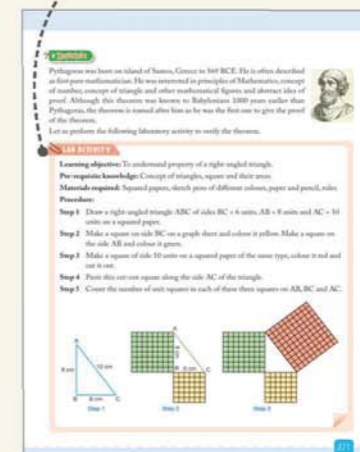 Pythagoras was born on island of Samos, Greece in 569 BCE. He is often described
as first pure mathematician. He was interested in principles of Mathematics, concept
of number, concept of triangle and other mathematical figures and abstract idea of
proof. Although this theorem was known to Babylonians 1000 years earlier than
Pythagoras, the theorem is named after him as he was the first one to give the proof
of the theorem.
Let us perform the following laboratory activity to verify the theorem.
LAB ACTIVITY
Learning objective: To understand property of a right-angled triangle.
Pre-requisite knowledge: Concept of triangles, square and their areas
Materials required: Squared papers, sketch pens of different colours, paper and pencil, ruler
Procedure:
Step 1 Draw a right-angled triangle ABC of sides BC = 6 units, AB = 8 units and AC = 10
units on a squared paper.
Step 2 Make a square on side BC on a graph sheet and colour it yellow. Make a square on
the side AB and colour it green.
Step 3 Make a square of side 10 units on a squared paper of the same type, colour it red and
cut it out.
Step 4 Paste this cut-out square along the side AC of the triangle.
Step 5 Count the number of unit squares in each of these three squares on AB, BC and AC.
A
8 cm
10 cm
B
6 cm
C
Step 1
A
B
6 cm
C
Step 2
Step 3
271